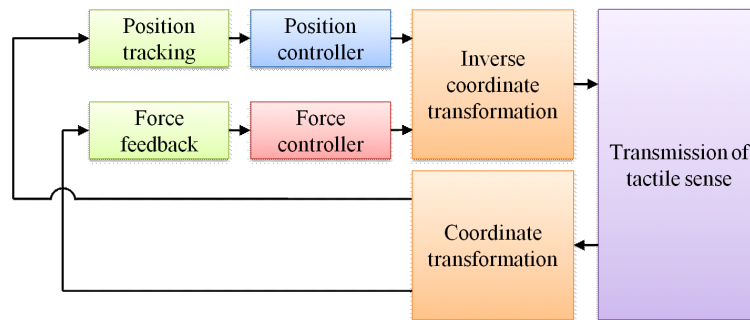 Position
tracking
Position
controller
Inverse
coordinate
transformation
Force
feedback
Force
controller
Transmission of
tactile sense
Coordinate
transformation